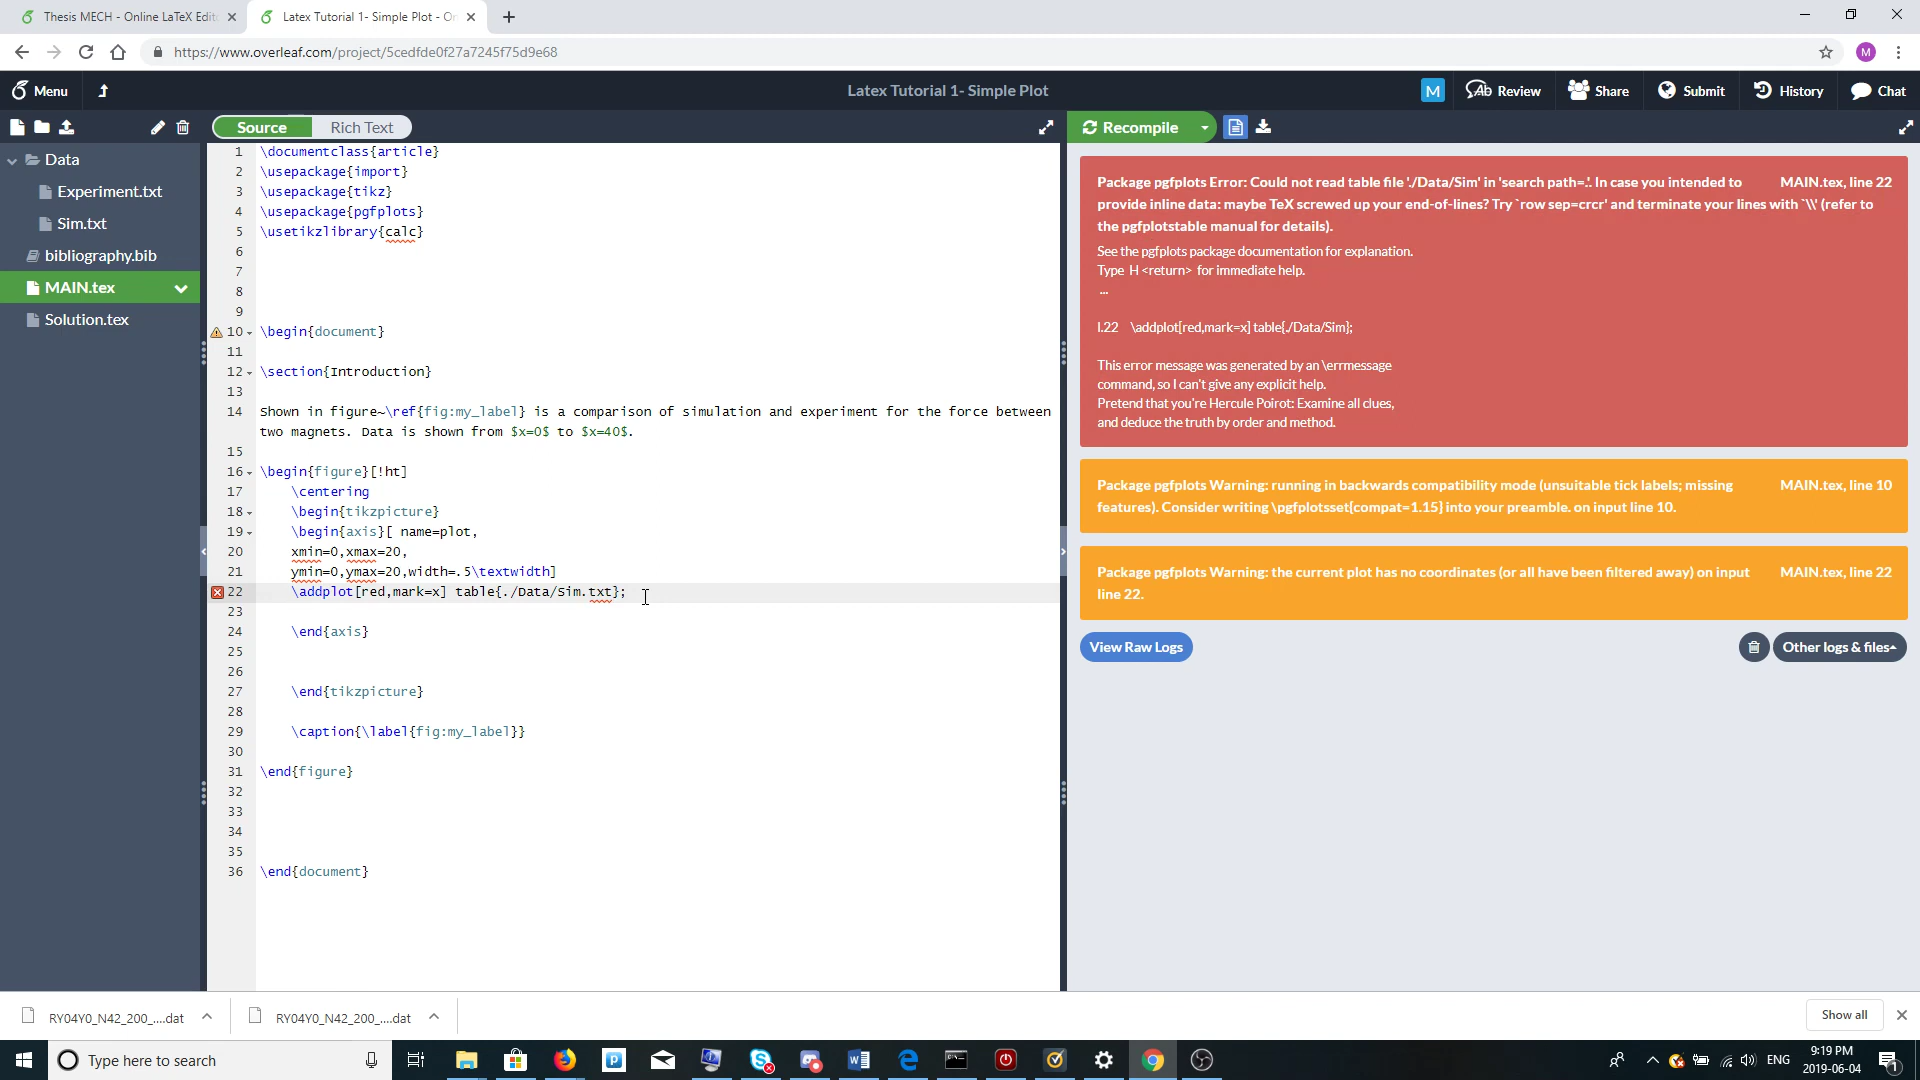 Thesis MECH - Online LaTeX Edit
Latex Tutorial 1- Simple Plot - On
https://www.overleaf.com/project/5cedfde0f27a7245f75d9e68
M
Menu
Latex Tutorial 1- Simple Plot
M
Review
Share
Submit
History
Chat
Source
Rich Text
Recompile
Data
Experiment.txt
Sim.txt
bibliography.bib
MAIN.tex
Solution.tex
1 \documentclass{article}
2 \usepackage{import}
3 \usepackage{tikz}
4 \usepackage{pgfplots}
5 \usetikzlibrary{calc}
6
7
8
9
10 \begin{document}
11
12 \section{Introduction}
13
14 Shown in figure~\ref{fig:my_label} is a comparison of simulation and experiment for the force between
two magnets. Data is shown from $x=0$ to $x=40$.
15
16 \begin{figure}[!ht]
17 \centering
18 \begin{tikzpicture}
19 \begin{axis}[ name=plot,
20 xmin=0,xmax=20,
21 ymin=0,ymax=20,width=.5\textwidth]
22 \addplot[red,mark=x] table{./Data/Sim.txt};
23
24 \end{axis}
25
26
27 \end{tikzpicture}
28
29 \caption{\label{fig:my_label}}
30
31 \end{figure}
32
33
34
35
36 \end{document}
Package pgfplots Error: Could not read table file './Data/Sim' in 'search path=.'. In case you intended to MAIN.tex, line 22
provide inline data: maybe TeX screwed up your end-of-lines? Try `row sep=crcr' and terminate your lines with `\\' (refer to
the pgfplotstable manual for details).
See the pgfplots package documentation for explanation.
Type H <return> for immediate help.
...
l.22 \addplot[red,mark=x] table{./Data/Sim};
This error message was generated by an \errmessage
command, so I can't give any explicit help.
Pretend that you're Hercule Poirot: Examine all clues,
and deduce the truth by order and method.
Package pgfplots Warning: running in backwards compatibility mode (unsuitable tick labels; missing MAIN.tex, line 10
features). Consider writing \pgfplotsset{compat=1.15} into your preamble. on input line 10.
Package pgfplots Warning: the current plot has no coordinates (or all have been filtered away) on input MAIN.tex, line 22
line 22.
View Raw Logs
Other logs & files
RY04Y0_N42_200_....dat
RY04Y0_N42_200_....dat
Show all
Type here to search
ENG
9:19 PM
2019-06-04
1